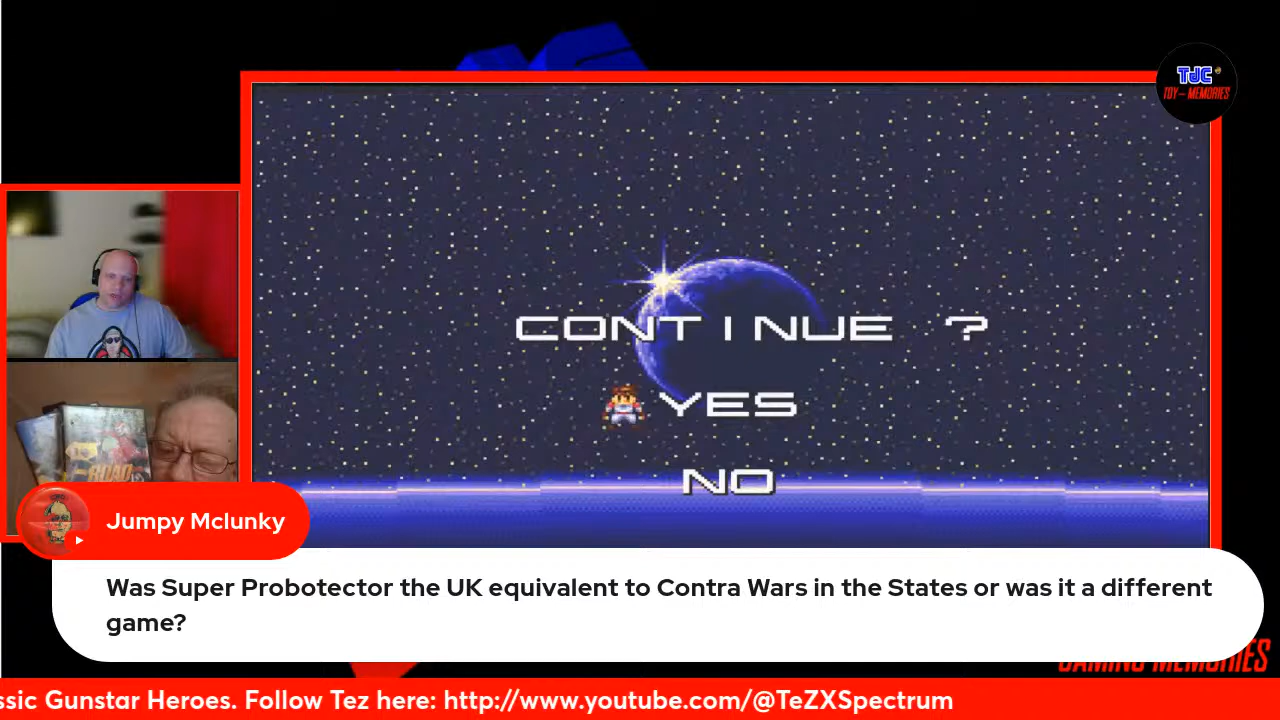 TJC
TOY-MEMORIES
CONTINUE ?
YES
NO
ROAD
Jumpy Mclunky
Was Super Probotector the UK equivalent to Contra Wars in the States or was it a different
game?
GAMING MEMORIES
ssic Gunstar Heroes. Follow Tez here: http://www.youtube.com/@TeZXSpectrum